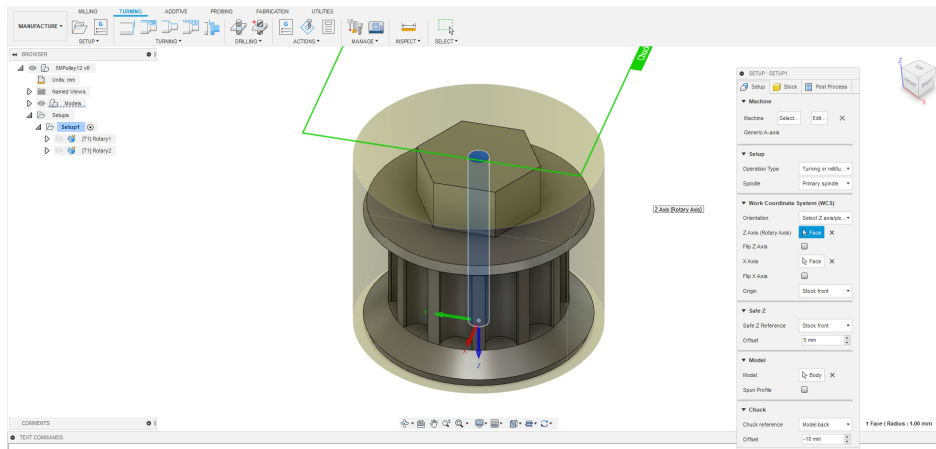 MILLING TURNING ADDITIVE PROBING FABRICATION UTILITIES
MANUFACTURE
SETUP TURNING DRILLING ACTIONS MANAGE INSPECT SELECT
BROWSER
5MPulley12 v6
Units: mm
Named Views
Models
Setups
Setup1
[T1] Rotary1
[T1] Rotary2
Z Axis (Rotary Axis)
TOP
FRONT
RIGHT
Z
X
Y
X
Z
SETUP : SETUP1
Setup Stock Post Process
Machine
Machine Select... Edit...
Generic A-axis
Setup
Operation Type Turning or mill/tu...
Spindle Primary spindle
Work Coordinate System (WCS)
Orientation Select Z axis/pla...
Z Axis (Rotary Axis) Face
Flip Z Axis
X Axis Face
Flip X Axis
Origin Stock front
Safe Z
Safe Z Reference Stock front
Offset 5 mm
Model
Model Body
Spun Profile
Chuck
Chuck reference Model back
Offset -10 mm
COMMENTS
1 Face | Radius : 1.00 mm
TEXT COMMANDS